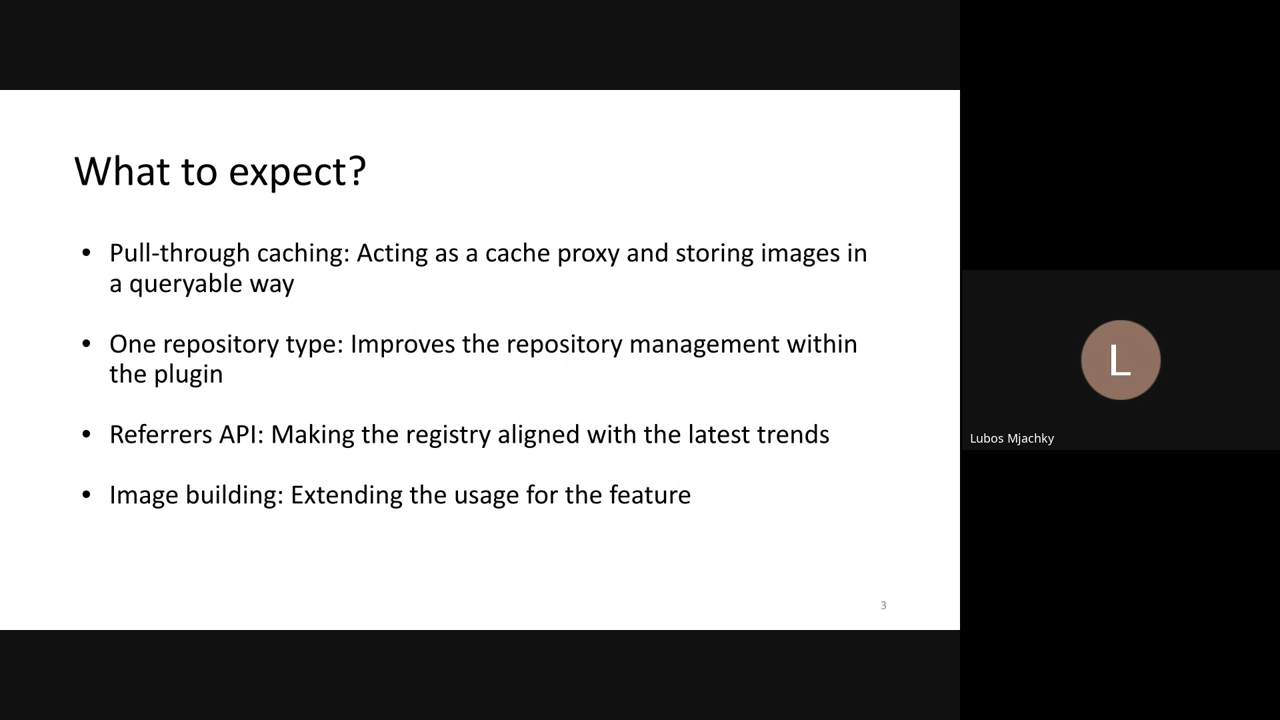 What to expect?
• Pull-through caching: Acting as a cache proxy and storing images in
a queryable way
• One repository type: Improves the repository management within
the plugin
• Referrers API: Making the registry aligned with the latest trends
• Image building: Extending the usage for the feature
3
L
Lubos Mjachky